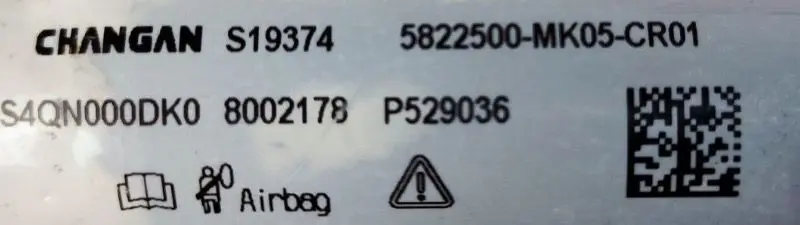 CHANGAN S19374 5822500-MK05-CR01
S4QN000DK0 8002178 P529036
Airbag